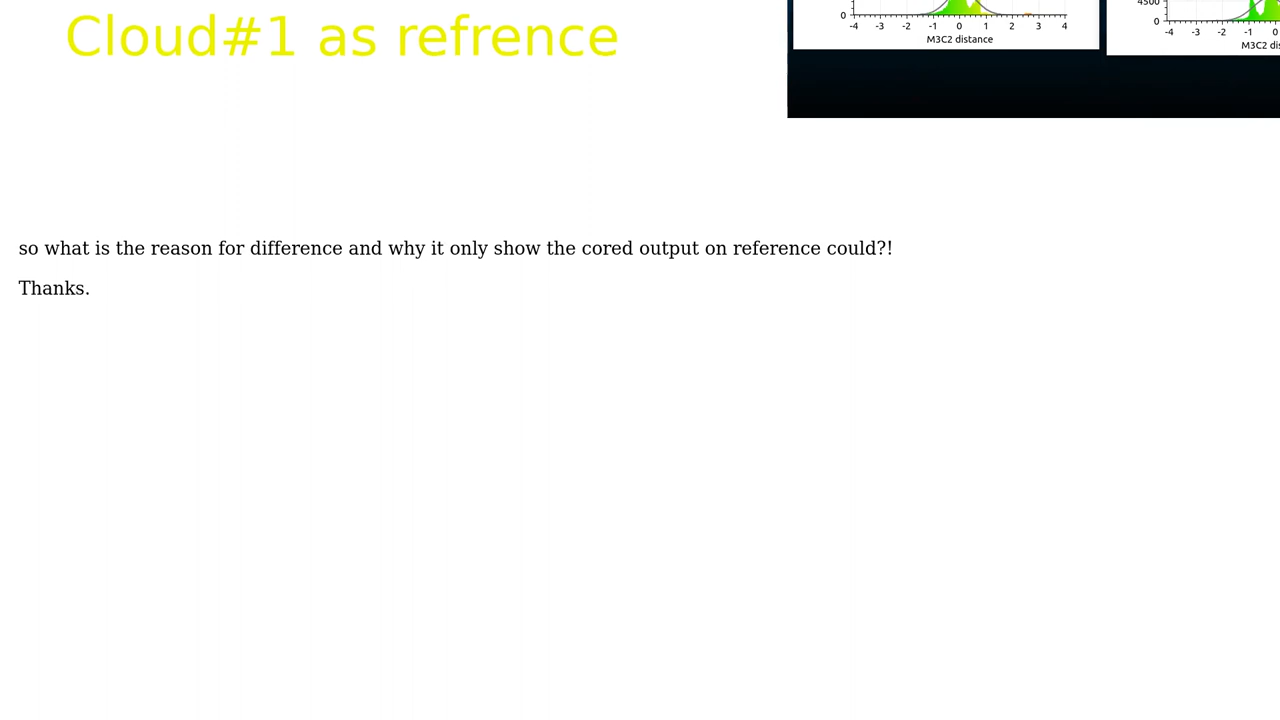 Cloud#1 as refrence
0
-4 -3 -2 -1 0 1 2 3 4
M3C2 distance
4500
0
-4 -3 -2 -1 0
M3C2 dis
so what is the reason for difference and why it only show the cored output on reference could?!
Thanks.